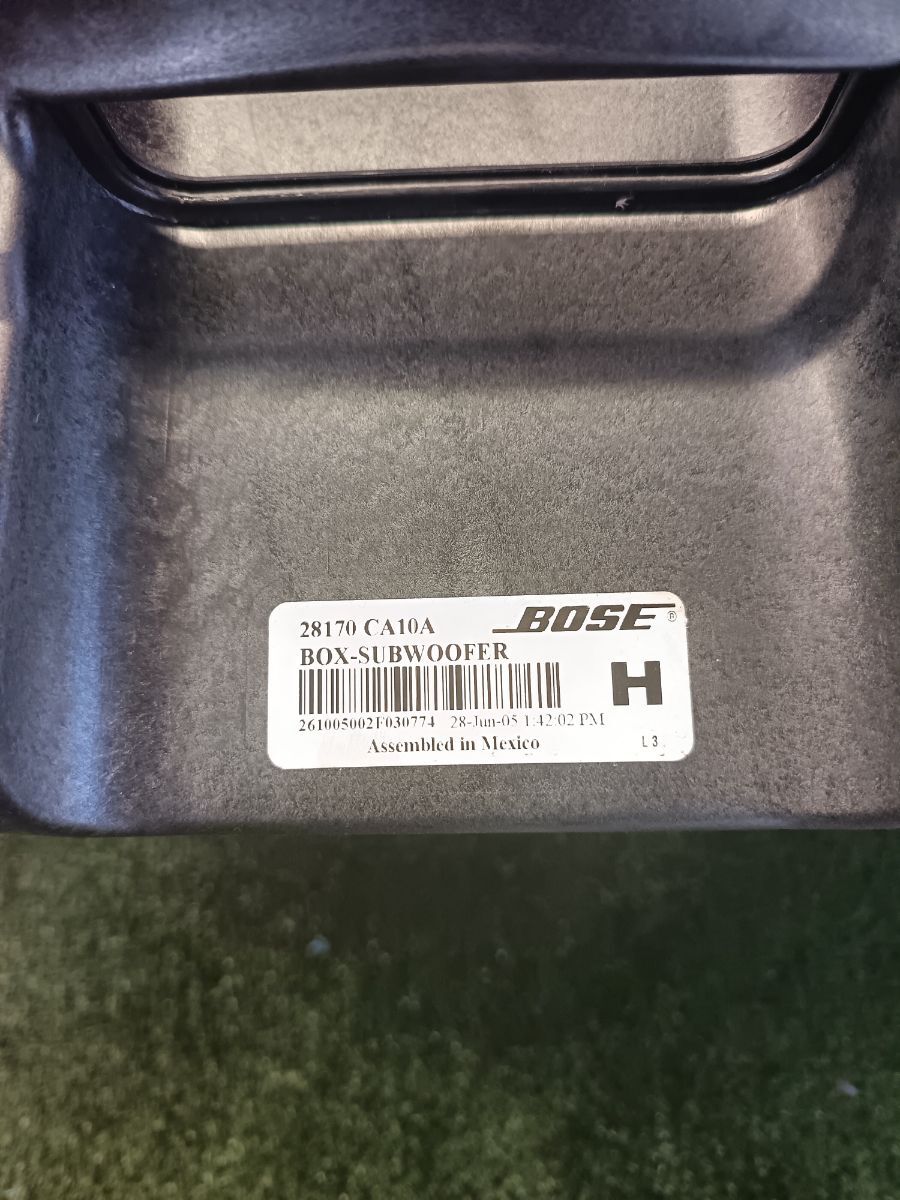 28170 CA10A BOSE®
BOX-SUBWOOFER
H
261005002F030774 28-Jun-05 1:42:02 PM
Assembled in Mexico L3